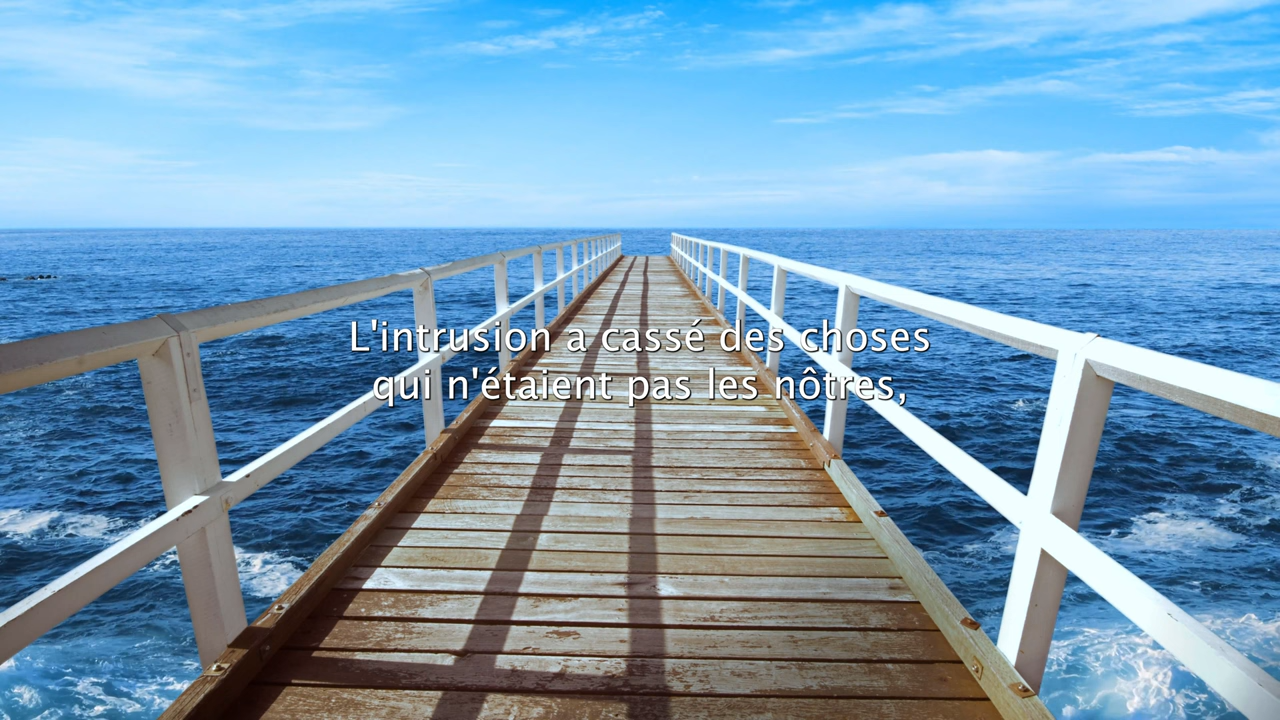 L'intrusion a cassé des choses
qui n'étaient pas les nôtres,